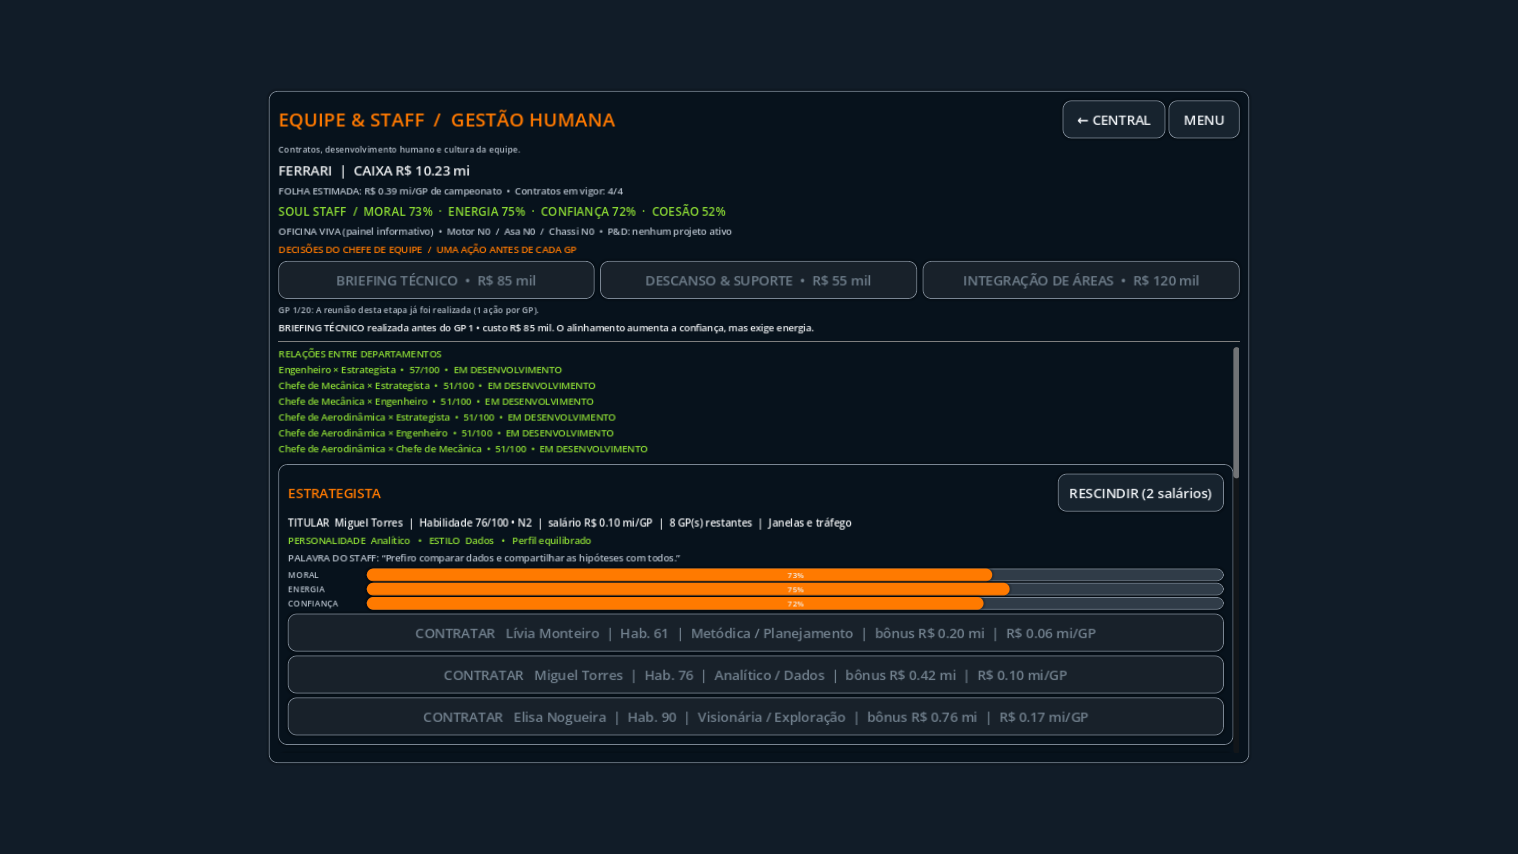 EQUIPE & STAFF / GESTÃO HUMANA
← CENTRAL
MENU
Contratos, desenvolvimento humano e cultura da equipe.
FERRARI | CAIXA R$ 10.23 mi
FOLHA ESTIMADA: R$ 0.39 mi/GP de campeonato • Contratos em vigor: 4/4
SOUL STAFF / MORAL 73% · ENERGIA 75% · CONFIANÇA 72% · COESÃO 52%
OFICINA VIVA (painel informativo) • Motor N0 / Asa N0 / Chassi N0 • P&D: nenhum projeto ativo
DECISÕES DO CHEFE DE EQUIPE / UMA AÇÃO ANTES DE CADA GP
BRIEFING TÉCNICO • R$ 85 mil
DESCANSO & SUPORTE • R$ 55 mil
INTEGRAÇÃO DE ÁREAS • R$ 120 mil
GP 1/20: A reunião desta etapa já foi realizada (1 ação por GP).
BRIEFING TÉCNICO realizada antes do GP 1 • custo R$ 85 mil. O alinhamento aumenta a confiança, mas exige energia.
RELAÇÕES ENTRE DEPARTAMENTOS
Engenheiro × Estrategista • 57/100 • EM DESENVOLVIMENTO
Chefe de Mecânica × Estrategista • 51/100 • EM DESENVOLVIMENTO
Chefe de Mecânica × Engenheiro • 51/100 • EM DESENVOLVIMENTO
Chefe de Aerodinâmica × Estrategista • 51/100 • EM DESENVOLVIMENTO
Chefe de Aerodinâmica × Engenheiro • 51/100 • EM DESENVOLVIMENTO
Chefe de Aerodinâmica × Chefe de Mecânica • 51/100 • EM DESENVOLVIMENTO
ESTRATEGISTA
RESCINDIR (2 salários)
TITULAR Miguel Torres | Habilidade 76/100 • N2 | salário R$ 0.10 mi/GP | 8 GP(s) restantes | Janelas e tráfego
PERSONALIDADE Analítico • ESTILO Dados • Perfil equilibrado
PALAVRA DO STAFF: “Prefiro comparar dados e compartilhar as hipóteses com todos.”
MORAL 73%
ENERGIA 75%
CONFIANÇA 72%
CONTRATAR Lívia Monteiro | Hab. 61 | Metódica / Planejamento | bônus R$ 0.20 mi | R$ 0.06 mi/GP
CONTRATAR Miguel Torres | Hab. 76 | Analítico / Dados | bônus R$ 0.42 mi | R$ 0.10 mi/GP
CONTRATAR Elisa Nogueira | Hab. 90 | Visionária / Exploração | bônus R$ 0.76 mi | R$ 0.17 mi/GP